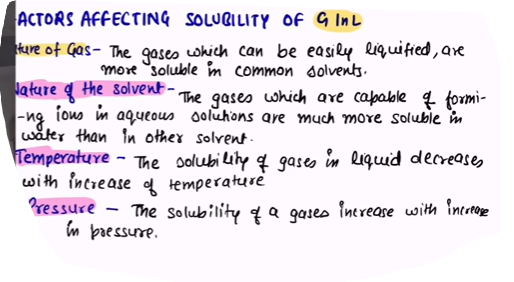 ACTORS AFFECTING SOLUBILITY OF G In L
ture of Gas - The gases which can be easily liquified, are
more soluble in common solvents.
Nature of the solvent - The gases which are capable of formi-
-ng ions in aqueous solutions are much more soluble in
water than in other solvent.
Temperature - The solubility of gases in liquid decreases
with increase of temperature
Pressure - The solubility of a gases increase with increase
in pressure.